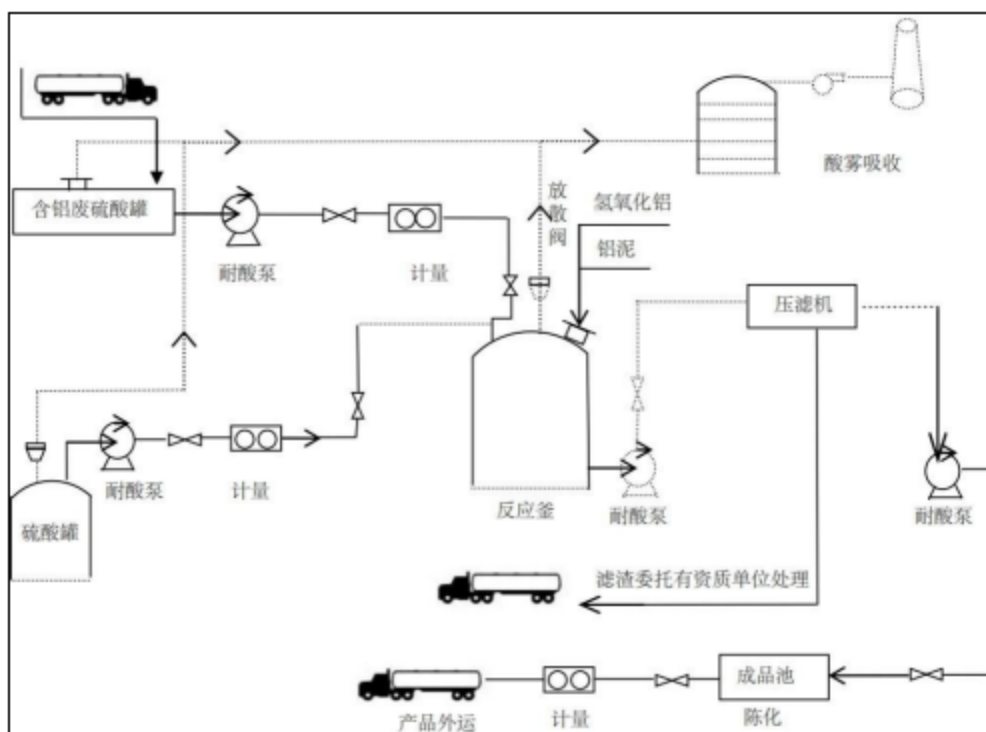 酸雾吸收
含铝废硫酸罐
耐酸泵
计量
放散阀
氢氧化铝
铝泥
压滤机
硫酸罐
耐酸泵
计量
反应釜
耐酸泵
耐酸泵
滤渣委托有资质单位处理
产品外运
计量
成品池
陈化